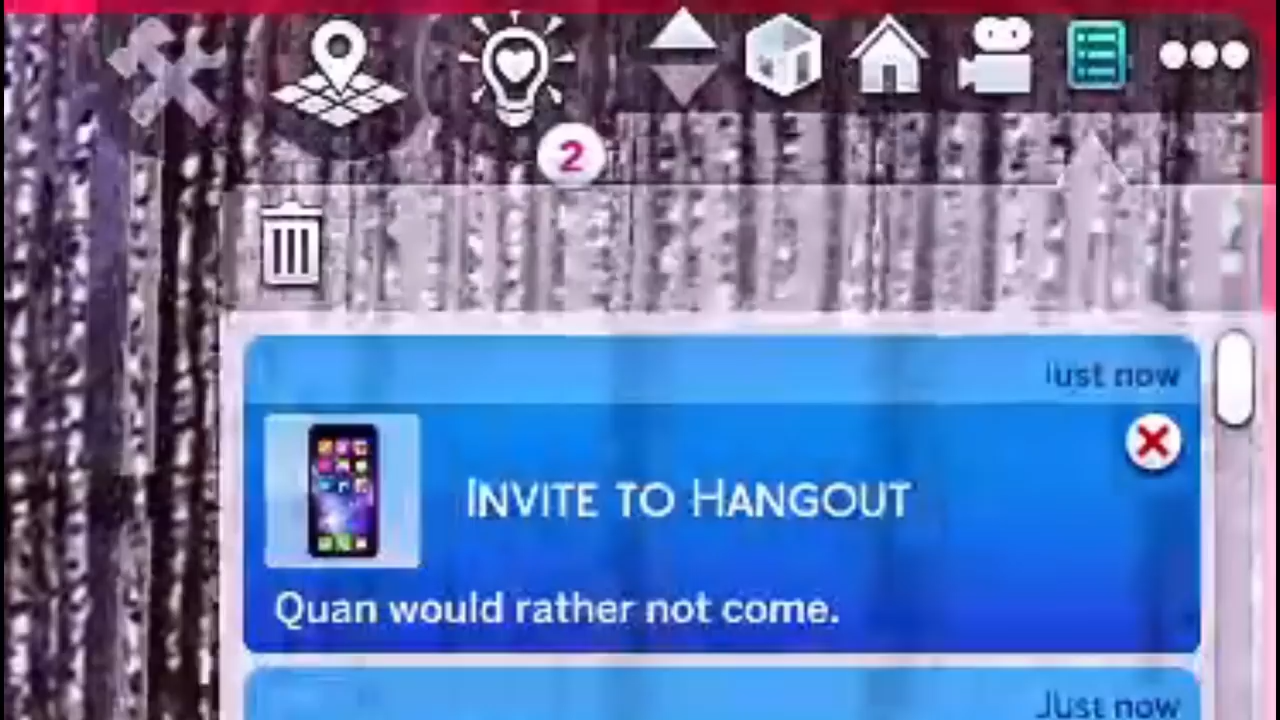 2
Just now
INVITE TO HANGOUT
Quan would rather not come.
Just now